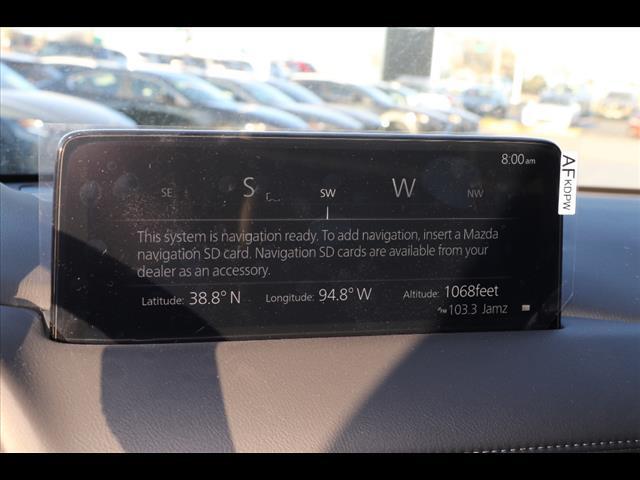 8:00am
SE S SW W NW
This system is navigation ready. To add navigation, insert a Mazda
navigation SD card. Navigation SD cards are available from your
dealer as an accessory.
Latitude: 38.8° N Longitude: 94.8° W Altitude: 1068feet
FM 103.3 Jamz
AF
KDPW